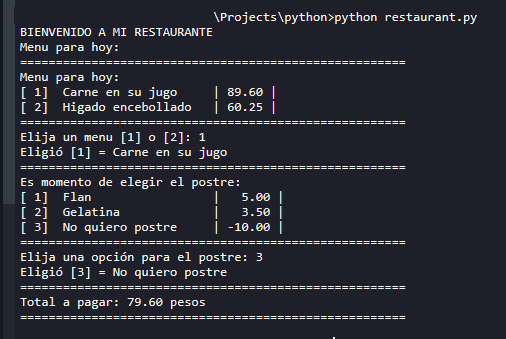 \Projects\python>python restaurant.py
BIENVENIDO A MI RESTAURANTE
Menu para hoy:
======================================================
Menu para hoy:
[ 1]  Carne en su jugo     | 89.60 |
[ 2]  Higado encebollado   | 60.25 |
======================================================
Elija un menu [1] o [2]: 1
Eligió [1] = Carne en su jugo
======================================================
Es momento de elegir el postre:
[ 1]  Flan                 |   5.00 |
[ 2]  Gelatina             |   3.50 |
[ 3]  No quiero postre     | -10.00 |
======================================================
Elija una opción para el postre: 3
Eligió [3] = No quiero postre
======================================================
Total a pagar: 79.60 pesos
======================================================